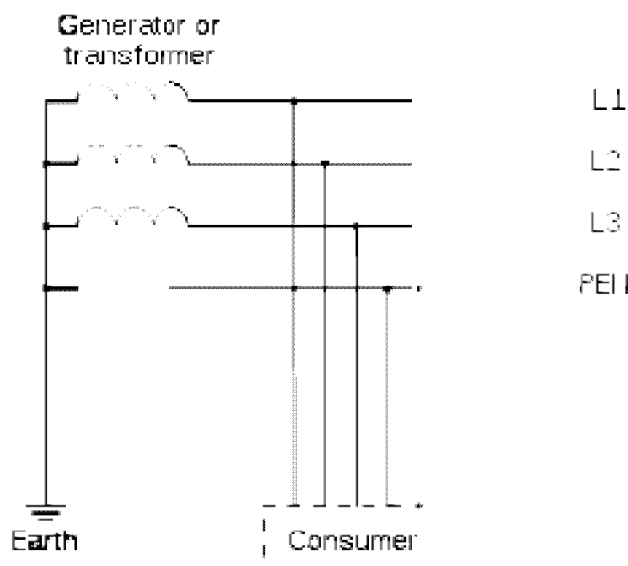 Generator or
transformer
L1
L2
L3
PEN
Earth
Consumer